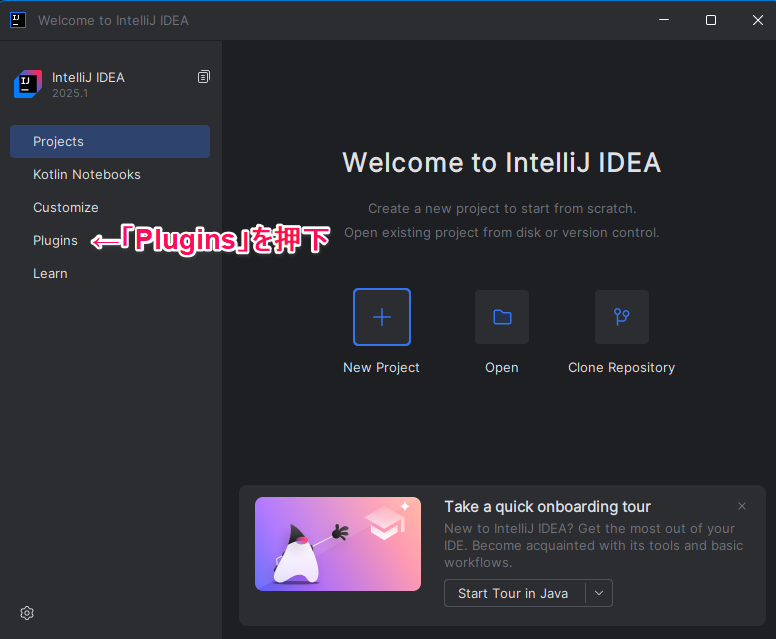 Welcome to IntelliJ IDEA
IntelliJ IDEA
2025.1
Projects
Kotlin Notebooks
Customize
Plugins
←「Plugins」を押下
Learn
Welcome to IntelliJ IDEA
Create a new project to start from scratch.
Open existing project from disk or version control.
New Project
Open
Clone Repository
Take a quick onboarding tour
New to IntelliJ IDEA? Get the most out of your
IDE. Become acquainted with its tools and basic
workflows.
Start Tour in Java